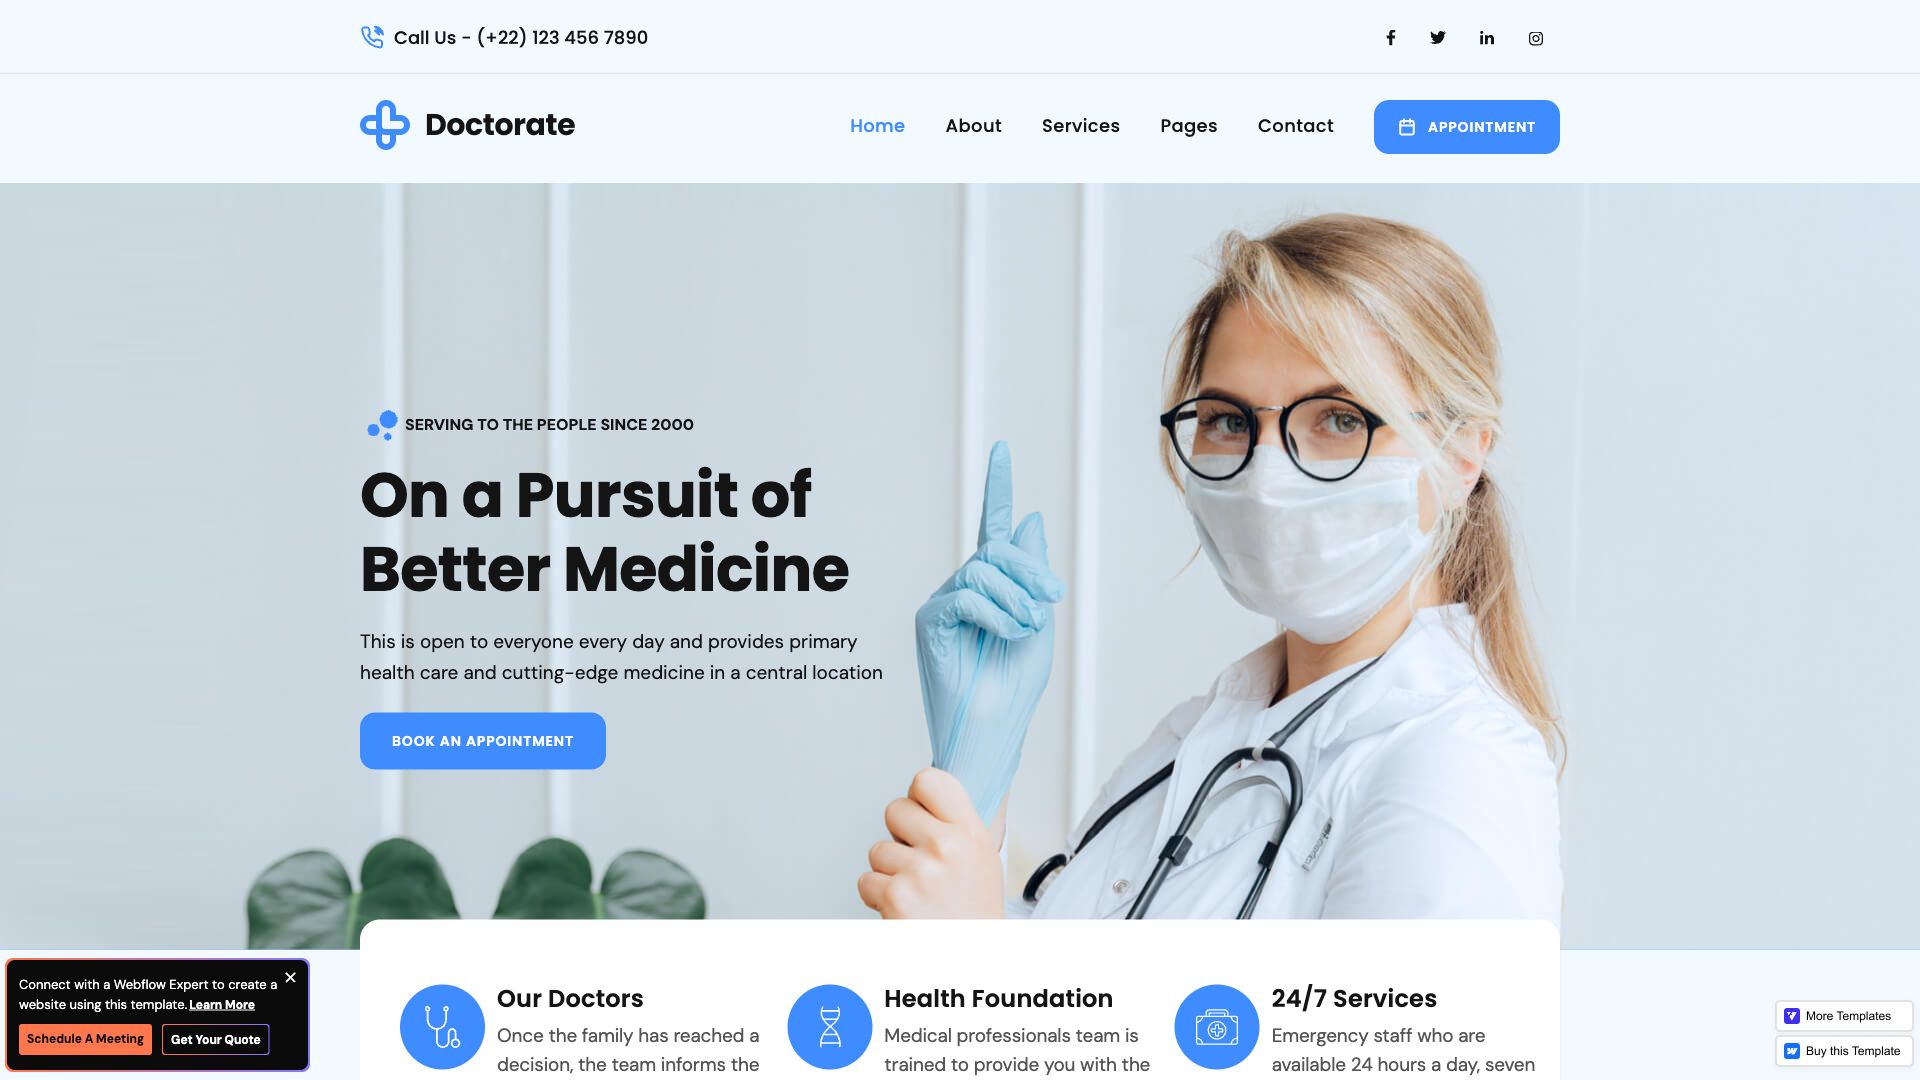 Call Us - (+22) 123 456 7890
Doctorate
Home
About
Services
Pages
Contact
APPOINTMENT
SERVING TO THE PEOPLE SINCE 2000
On a Pursuit of
Better Medicine
This is open to everyone every day and provides primary
health care and cutting-edge medicine in a central location
BOOK AN APPOINTMENT
Our Doctors
Once the family has reached a
decision, the team informs the
Health Foundation
Medical professionals team is
trained to provide you with the
24/7 Services
Emergency staff who are
available 24 hours a day, seven
Connect with a Webflow Expert to create a
website using this template. Learn More
Schedule A Meeting
Get Your Quote
More Templates
Buy this Template